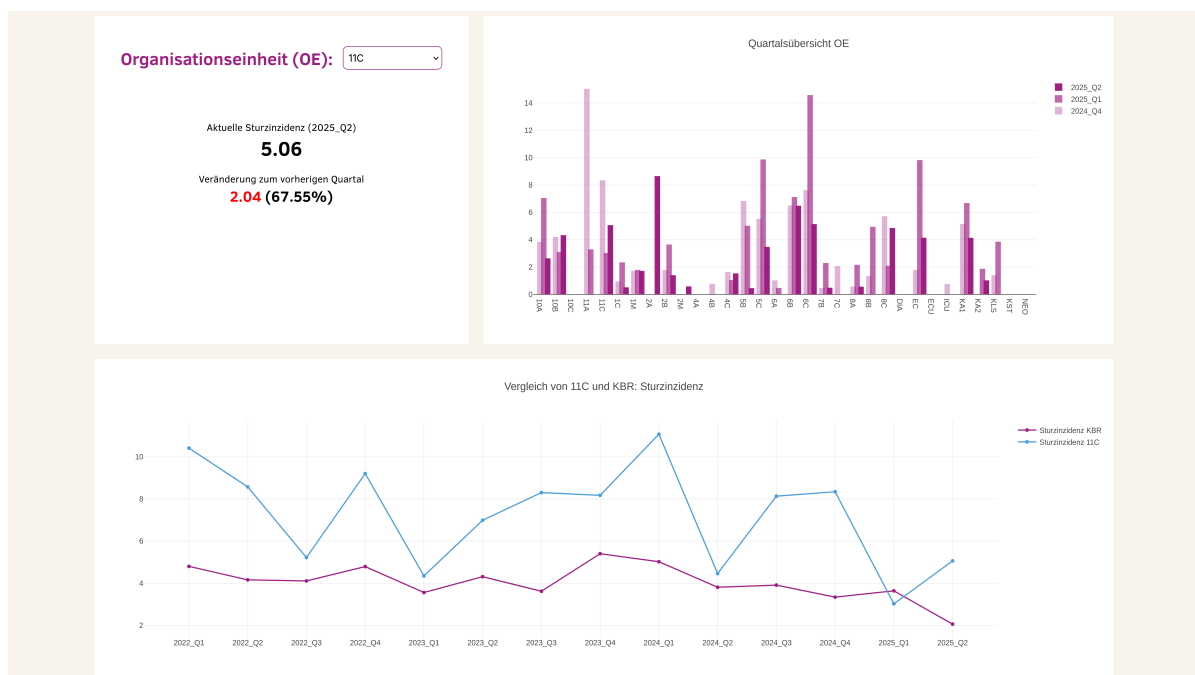 Organisationseinheit (OE): 11C
Aktuelle Sturzinzidenz (2025_Q2)
5.06
Veränderung zum vorherigen Quartal
2.04 (67.55%)
Quartalsübersicht OE
14
12
10
8
6
4
2
0
10A 10B 10C 11A 11C 1C 1M 2A 2B 2M 4A 4B 4C 5B 5C 6A 6B 6C 7B 7C 8A 8B 8C DJA EC ECU ICU KA1 KA2 KLS KST NEO
2025_Q2
2025_Q1
2024_Q4
Vergleich von 11C und KBR: Sturzinzidenz
10
8
6
4
2
2022_Q1 2022_Q2 2022_Q3 2022_Q4 2023_Q1 2023_Q2 2023_Q3 2023_Q4 2024_Q1 2024_Q2 2024_Q3 2024_Q4 2025_Q1 2025_Q2
Sturzinzidenz KBR
Sturzinzidenz 11C